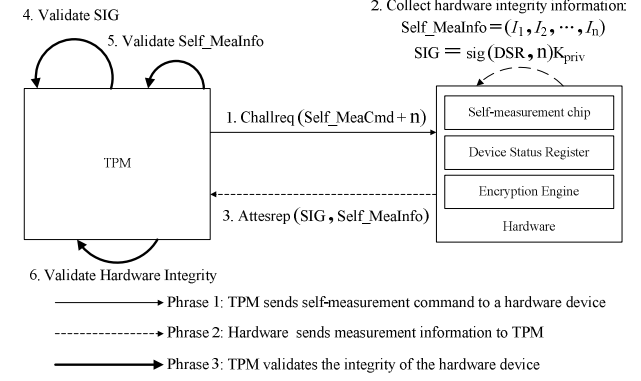 4. Validate SIG
2. Collect hardware integrity information:
Self_MeaInfo=(I1, I2, ···, In)
5. Validate Self_MeaInfo
SIG = sig(DSR, n)Kpriv
1. Challreq(Self_MeaCmd+n)
Self-measurement chip
TPM
Device Status Register
Encryption Engine
3. Attesrep(SIG, Self_MeaInfo)
Hardware
6. Validate Hardware Integrity
Phrase 1: TPM sends self-measurement command to a hardware device
Phrase 2: Hardware sends measurement information to TPM
Phrase 3: TPM validates the integrity of the hardware device